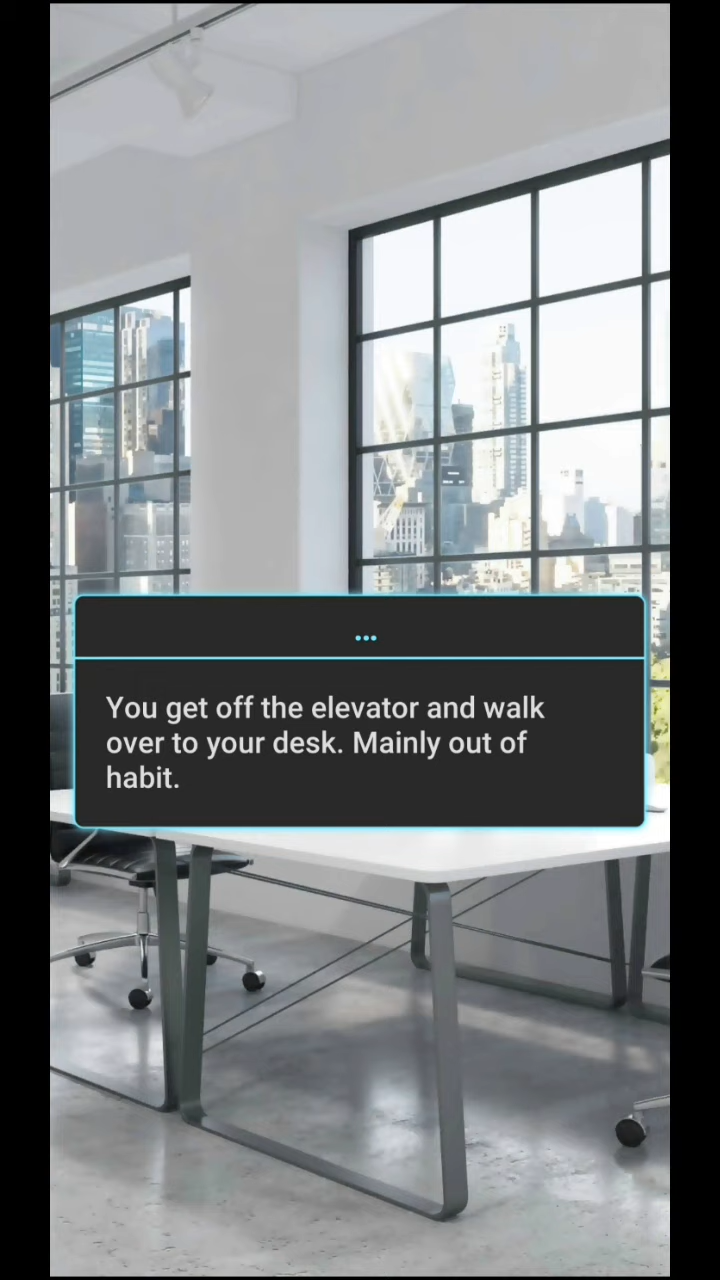 ...
You get off the elevator and walk
over to your desk. Mainly out of
habit.